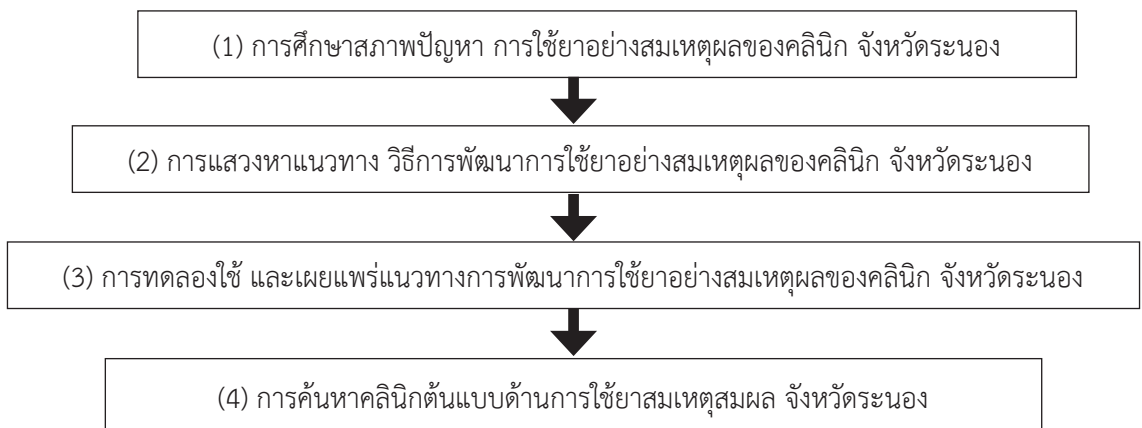 (1) การศึกษาสภาพปัญหา การใช้ยาอย่างสมเหตุผลของคลินิก จังหวัดระนอง
(2) การแสวงหาแนวทาง วิธีการพัฒนาการใช้ยาอย่างสมเหตุผลของคลินิก จังหวัดระนอง
(3) การทดลองใช้ และเผยแพร่แนวทางการพัฒนาการใช้ยาอย่างสมเหตุผลของคลินิก จังหวัดระนอง
(4) การค้นหาคลินิกต้นแบบด้านการใช้ยาสมเหตุสมผล จังหวัดระนอง